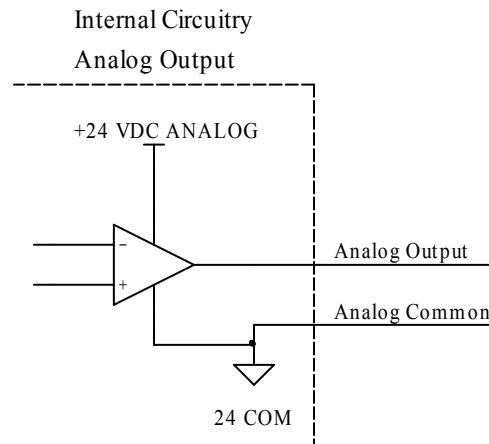 Internal Circuitry
Analog Output
+24 VDC ANALOG
−
+
Analog Output
Analog Common
24 COM